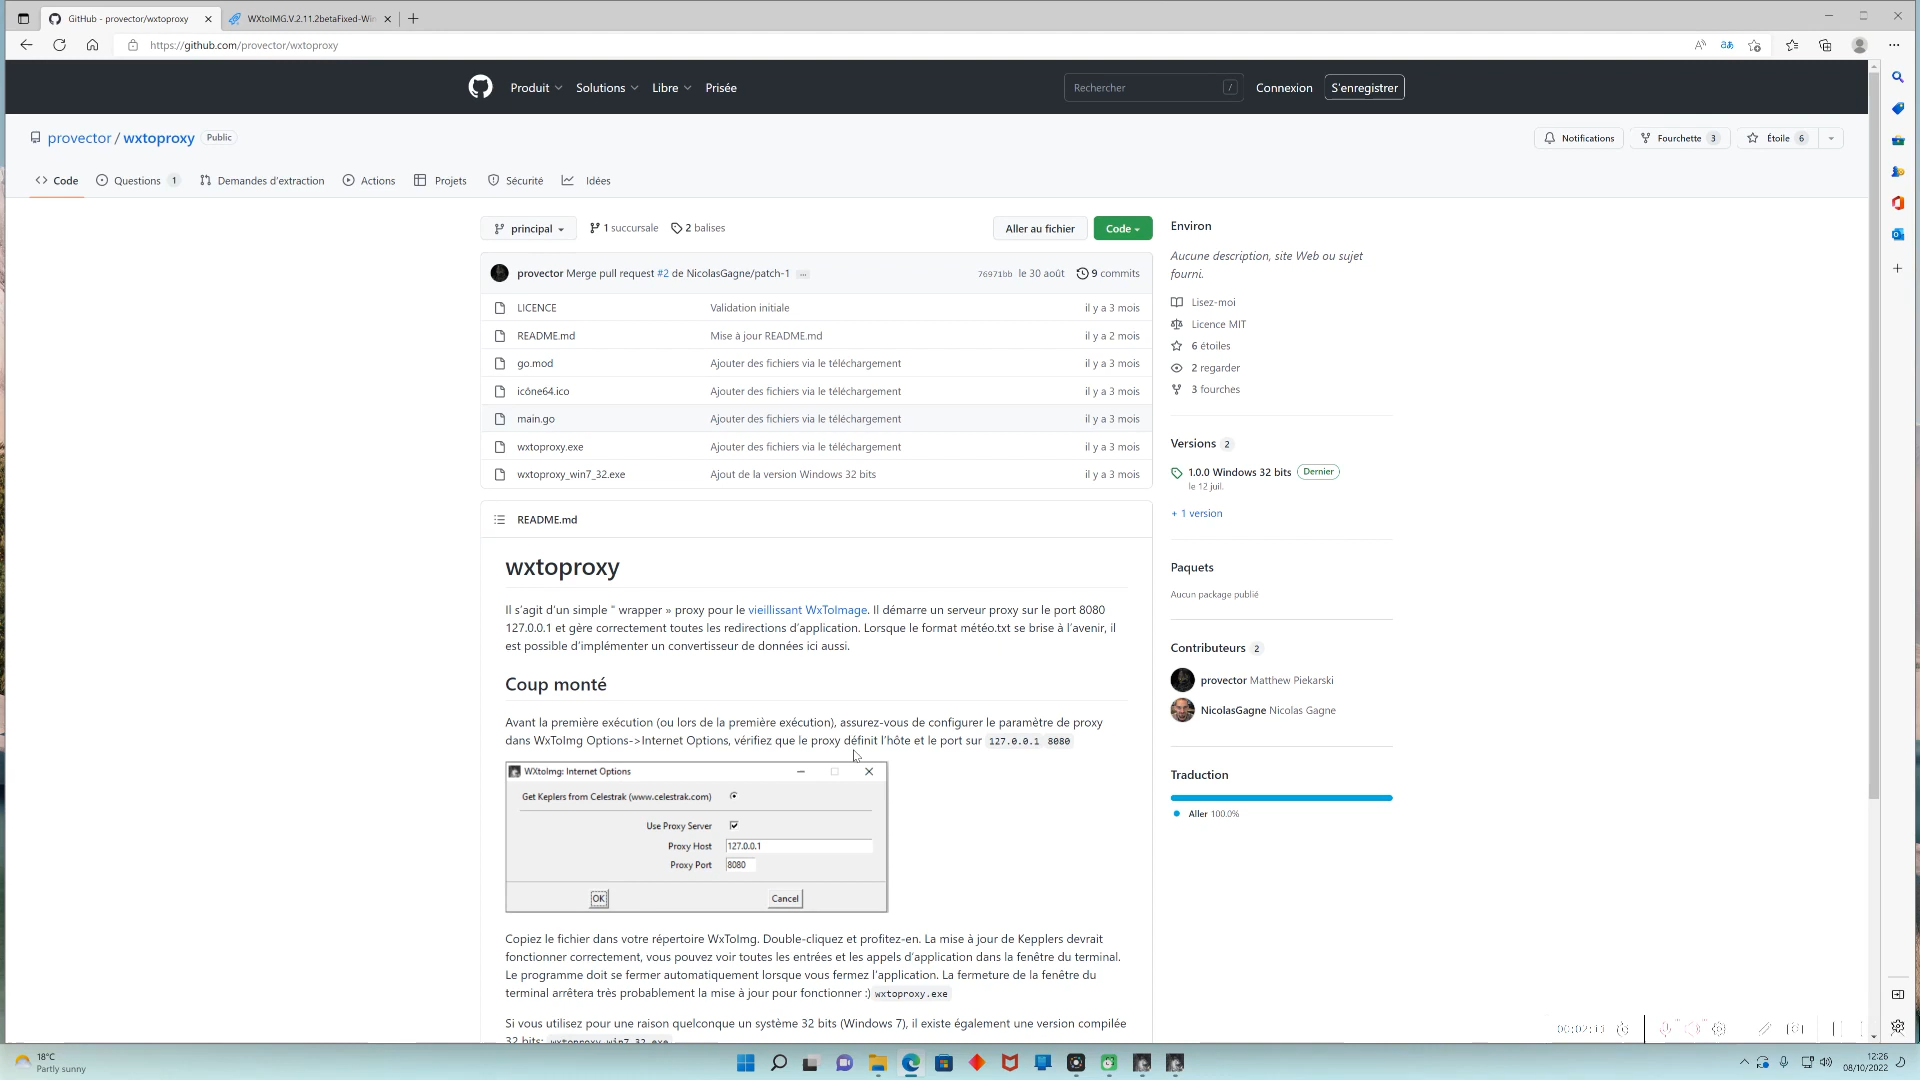 GitHub - provector/wxtoproxy
WXtoIMG.V.2.11.2betaFixed-Win
https://github.com/provector/wxtoproxy
Produit
Solutions
Libre
Prisée
Rechercher
/
Connexion
S'enregistrer
provector / wxtoproxy
Public
Notifications
Fourchette 3
Étoile 6
Code
Questions 1
Demandes d'extraction
Actions
Projets
Sécurité
Idées
principal
1 succursale
2 balises
Aller au fichier
Code
provector Merge pull request #2 de NicolasGagne/patch-1 ...
76971bb le 30 août
9 commits
LICENCE Validation initiale il y a 3 mois
README.md Mise à jour README.md il y a 2 mois
go.mod Ajouter des fichiers via le téléchargement il y a 3 mois
icône64.ico Ajouter des fichiers via le téléchargement il y a 3 mois
main.go Ajouter des fichiers via le téléchargement il y a 3 mois
wxtoproxy.exe Ajouter des fichiers via le téléchargement il y a 3 mois
wxtoproxy_win7_32.exe Ajout de la version Windows 32 bits il y a 3 mois
README.md
wxtoproxy
Il s'agit d'un simple " wrapper » proxy pour le vieillissant WxToImage. Il démarre un serveur proxy sur le port 8080
127.0.0.1 et gère correctement toutes les redirections d'application. Lorsque le format météo.txt se brise à l'avenir, il
est possible d'implémenter un convertisseur de données ici aussi.
Coup monté
Avant la première exécution (ou lors de la première exécution), assurez-vous de configurer le paramètre de proxy
dans WxToImg Options->Internet Options, vérifiez que le proxy définit l'hôte et le port sur 127.0.0.1 8080
WXtoImg: Internet Options
Get Keplers from Celestrak (www.celestrak.com)
Use Proxy Server
Proxy Host 127.0.0.1
Proxy Port 8080
OK
Cancel
Copiez le fichier dans votre répertoire WxToImg. Double-cliquez et profitez-en. La mise à jour de Kepplers devrait
fonctionner correctement, vous pouvez voir toutes les entrées et les appels d'application dans la fenêtre du terminal.
Le programme doit se fermer automatiquement lorsque vous fermez l'application. La fermeture de la fenêtre du
terminal arrêtera très probablement la mise à jour pour fonctionner :) wxtoproxy.exe
Si vous utilisez pour une raison quelconque un système 32 bits (Windows 7), il existe également une version compilée
32 bits: wxtoproxy_win7_32.exe
Environ
Aucune description, site Web ou sujet
fourni.
Lisez-moi
Licence MIT
6 étoiles
2 regarder
3 fourches
Versions 2
1.0.0 Windows 32 bits Dernier
le 12 juil.
+ 1 version
Paquets
Aucun package publié
Contributeurs 2
provector Matthew Piekarski
NicolasGagne Nicolas Gagne
Traduction
Aller 100.0%
18°C
Partly sunny
12:26
08/10/2022